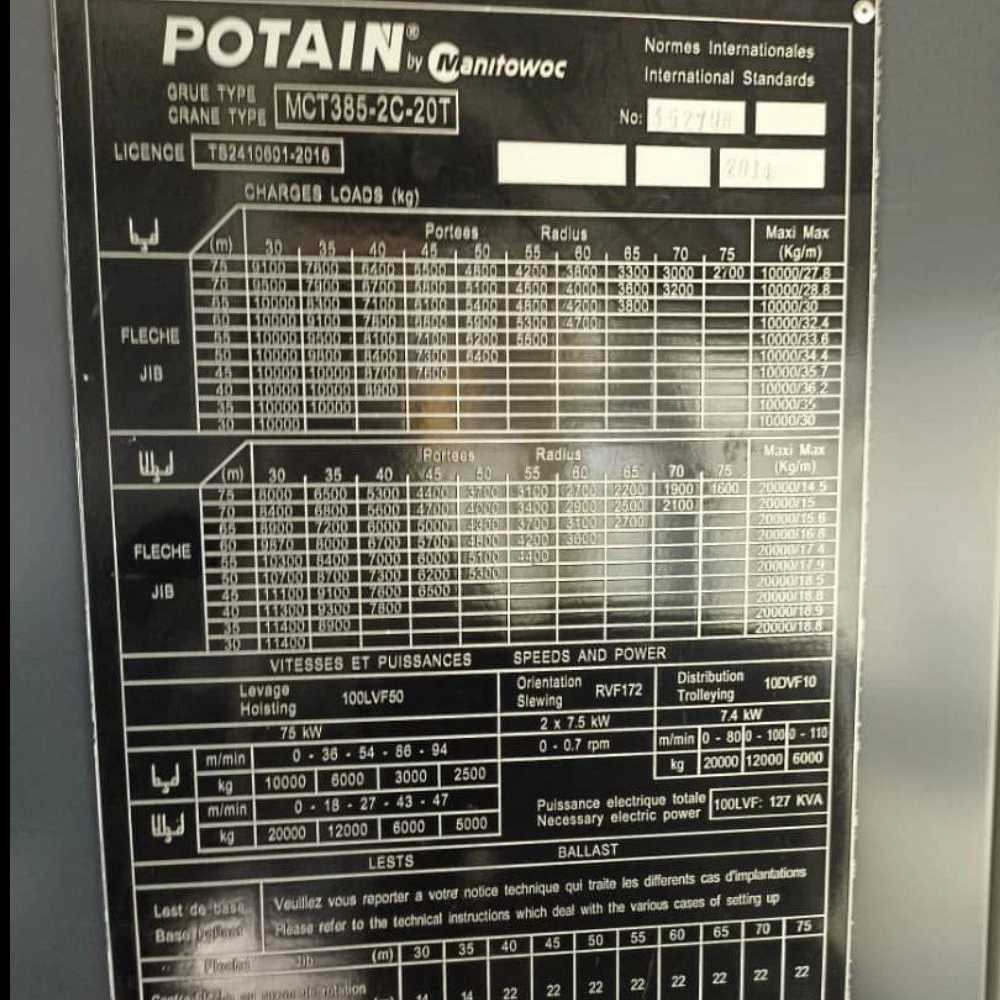 POTAIN® by Manitowoc
Normes Internationales
International Standards
GRUE TYPE
CRANE TYPE
MCT385-2C-20T
No:
LICENCE TS2410601-2016
2014
CHARGES LOADS (kg)
Portees Radius Maxi Max
(m) 30 35 40 45 50 55 60 65 70 75 (Kg/m)
FLECHE
JIB
75 9100 7600 6400 5500 4800 4200 3800 3300 3000 2700 10000/27.8
70 9500 7900 6700 5800 5100 4500 4000 3600 3200 10000/28.8
65 10000 8300 7100 6100 5400 4800 4200 3800 10000/30
60 10000 9100 7800 6800 5900 5300 4700 10000/32.4
55 10000 9500 8100 7100 6200 5600 10000/33.6
50 10000 9800 8400 7300 6400 10000/34.4
45 10000 10000 8700 7600 10000/35.7
40 10000 10000 8900 10000/36.2
35 10000 10000 10000/35
30 10000 10000/30
Portees Radius Maxi Max
(m) 30 35 40 45 50 55 60 65 70 75 (Kg/m)
FLECHE
JIB
75 8000 6500 5300 4400 3700 3100 2700 2200 1900 1600 20000/14.5
70 8400 6800 5600 4700 4000 3400 2900 2500 2100 20000/15
65 8900 7200 6000 5000 4300 3700 3100 2700 20000/15.6
60 9670 8000 6700 5700 4800 4200 3600 20000/16.8
55 10300 8400 7000 6000 5100 4400 20000/17.4
50 10700 8700 7300 6200 5300 20000/17.9
45 11100 9100 7600 6500 20000/18.5
40 11300 9300 7800 20000/18.8
35 11400 8900 20000/18.9
30 11400 20000/18.8
VITESSES ET PUISSANCES SPEEDS AND POWER
Levage
Hoisting
100LVF50
Orientation
Slewing
RVF172
Distribution
Trolleying
10DVF10
75 kW 2 x 7.5 kW 7.4 kW
m/min 0 - 36 - 54 - 86 - 94
kg 10000 6000 3000 2500
0 - 0.7 rpm
m/min 0 - 80 0 - 100 0 - 110
kg 20000 12000 6000
m/min 0 - 18 - 27 - 43 - 47
kg 20000 12000 6000 5000
Puissance electrique totale
Necessary electric power
100LVF: 127 KVA
LESTS BALLAST
Lest de base
Base ballast
Veuillez vous reporter a votre notice technique qui traite les differents cas d'implantations
Please refer to the technical instructions which deal with the various cases of setting up
Fleche Jib (m) 30 35 40 45 50 55 60 65 70 75
14 14 22 22 22 22 22 22 22 22